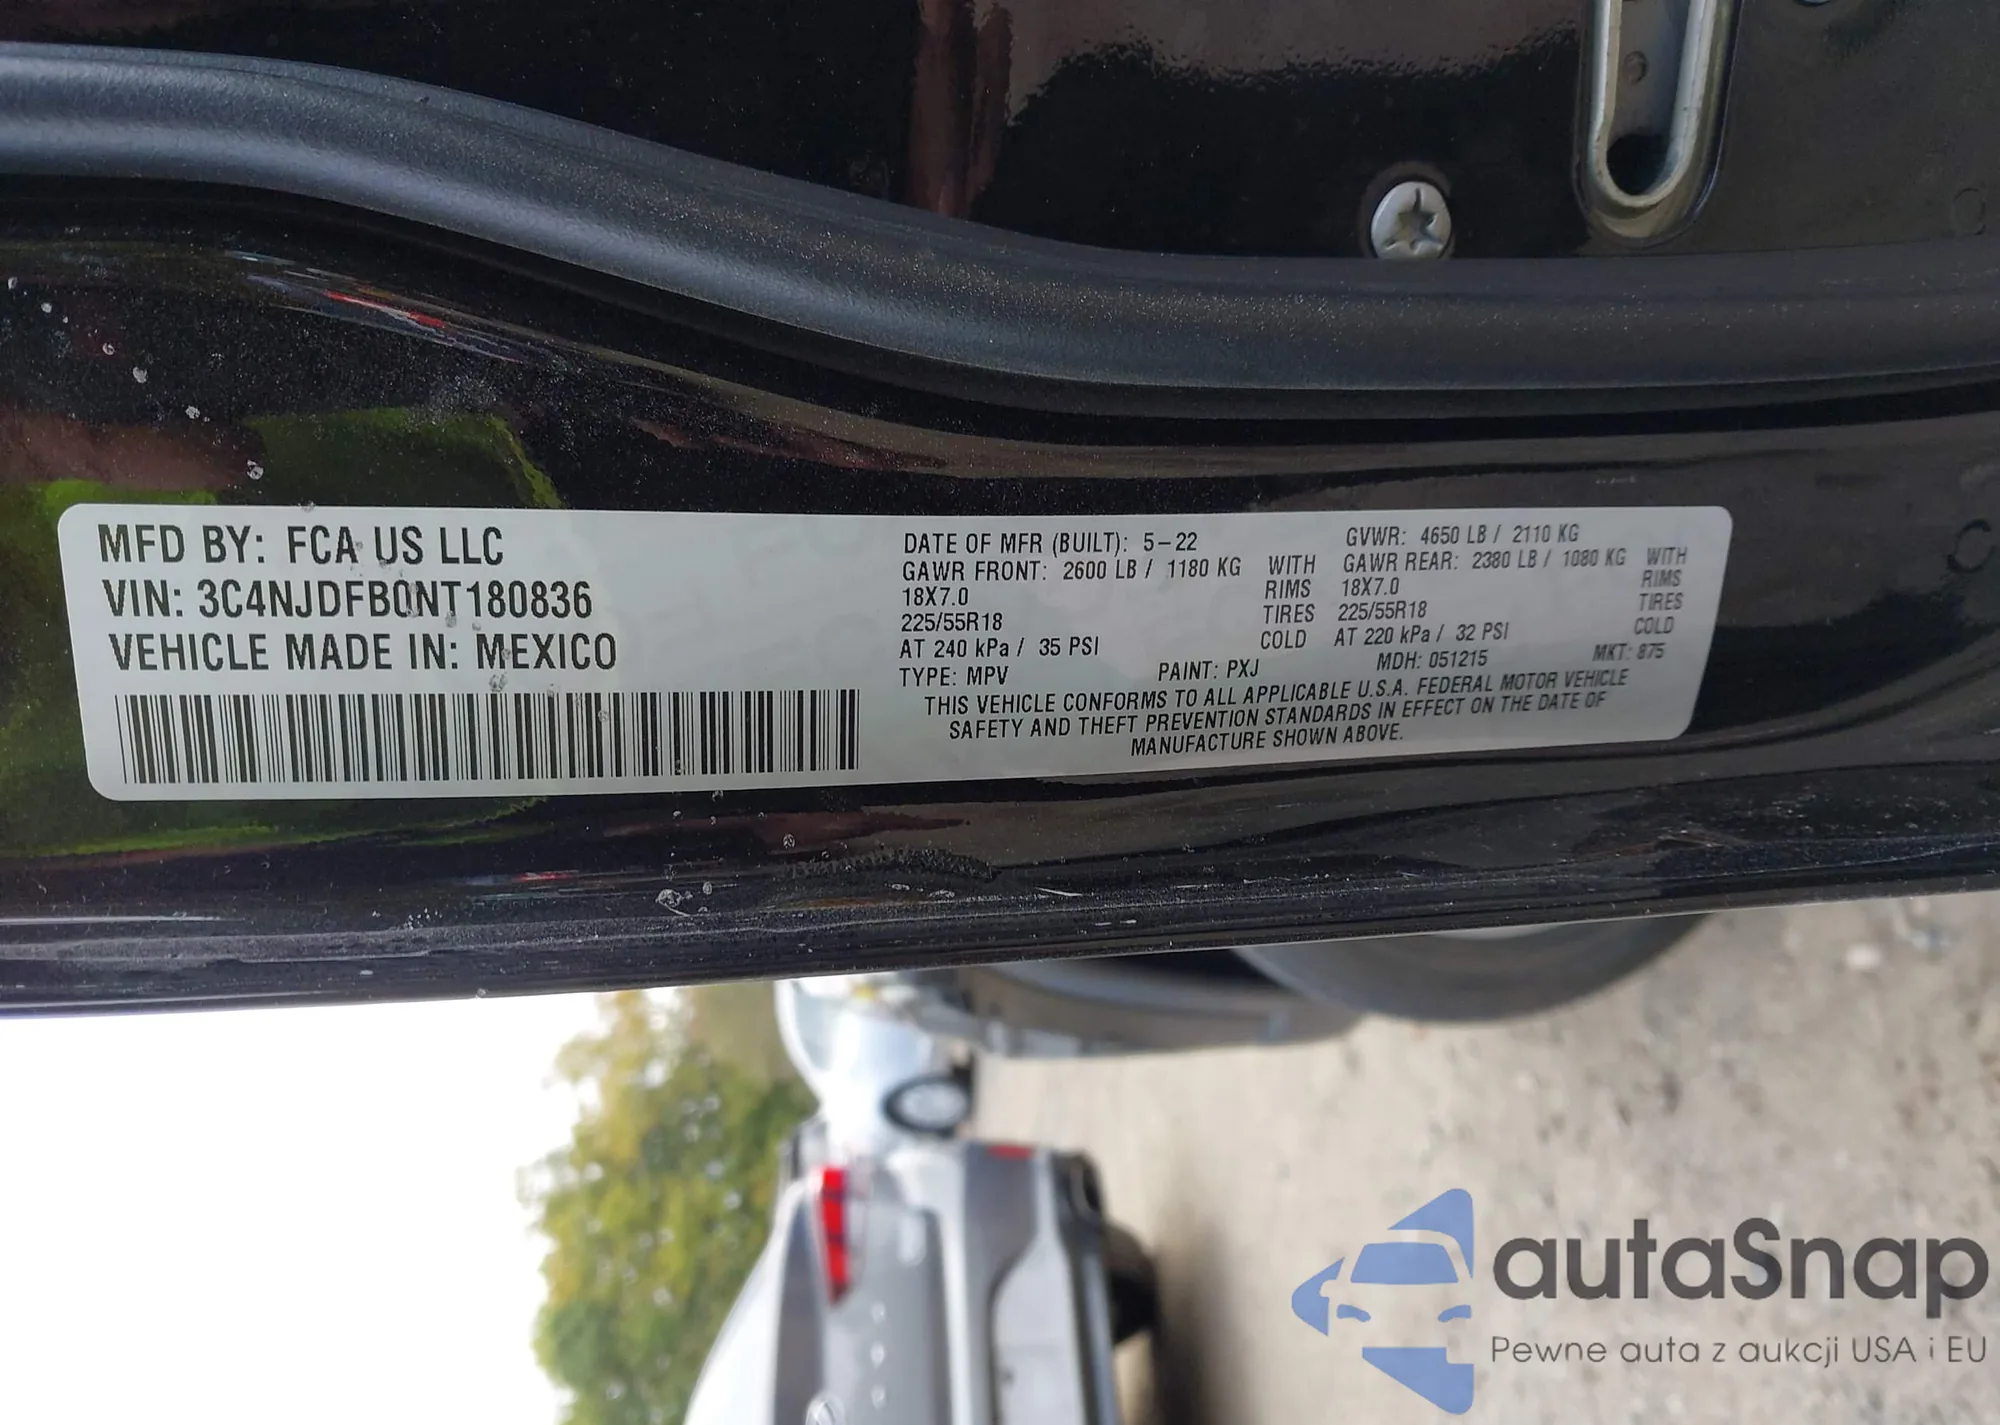 MFD BY: FCA US LLC
VIN: 3C4NJDFB0NT180836
VEHICLE MADE IN: MEXICO
DATE OF MFR (BUILT): 5-22
GVWR: 4650 LB / 2110 KG
GAWR FRONT: 2600 LB / 1180 KG WITH
18X7.0 RIMS
225/55R18 TIRES
AT 240 kPa / 35 PSI COLD
GAWR REAR: 2380 LB / 1080 KG WITH
18X7.0 RIMS
225/55R18 TIRES
AT 220 kPa / 32 PSI COLD
TYPE: MPV PAINT: PXJ MDH: 051215 MKT: 875
THIS VEHICLE CONFORMS TO ALL APPLICABLE U.S.A. FEDERAL MOTOR VEHICLE
SAFETY AND THEFT PREVENTION STANDARDS IN EFFECT ON THE DATE OF
MANUFACTURE SHOWN ABOVE.
autaSnap
Pewne auta z aukcji USA i EU